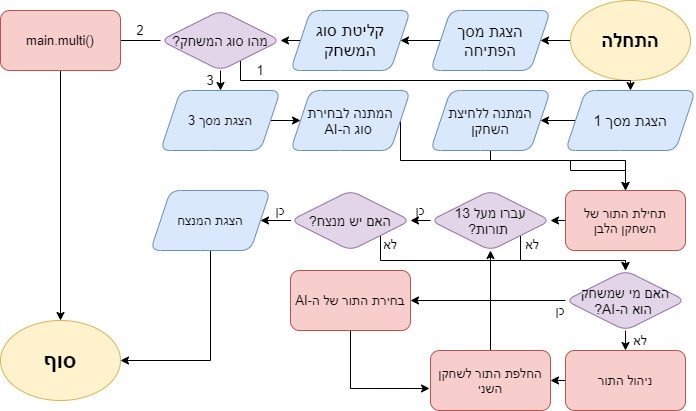 התחלה
הצגת מסך
הפתיחה
קליטת סוג
המשחק
מהו סוג המשחק?
2
main.multi()
1
3
הצגת מסך 1
המתנה ללחיצת
השחקן
המתנה לבחירת
סוג ה-AI
הצגת מסך 3
תחילת התור של
השחקן הלבן
עברו מעל 13
תורות?
כן
לא
האם יש מנצח?
כן
לא
הצגת המנצח
האם מי שמשחק
הוא ה-AI?
כן
לא
בחירת התור של ה-AI
ניהול התור
החלפת התור לשחקן
השני
סוף